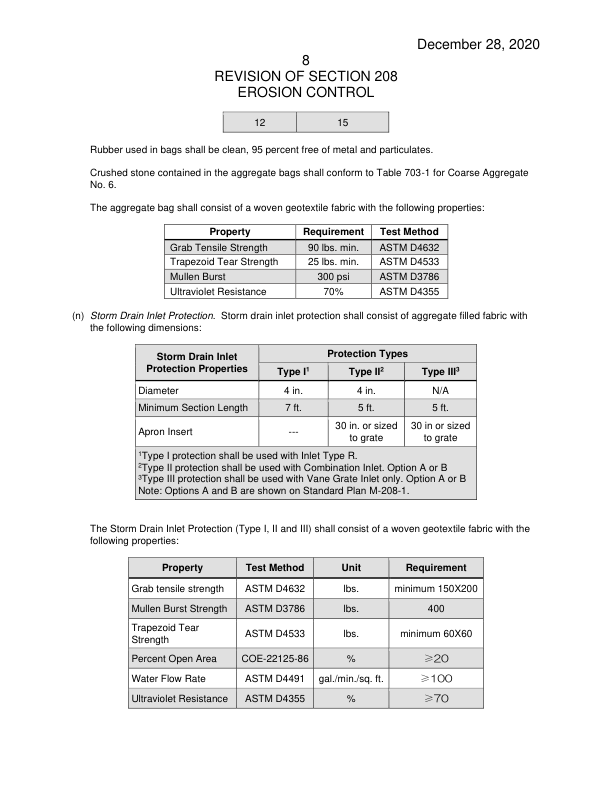 December 28, 2020
8
REVISION OF SECTION 208
EROSION CONTROL
12 15
Rubber used in bags shall be clean, 95 percent free of metal and particulates.
Crushed stone contained in the aggregate bags shall conform to Table 703-1 for Coarse Aggregate
No. 6.
The aggregate bag shall consist of a woven geotextile fabric with the following properties:
Property Requirement Test Method
Grab Tensile Strength 90 lbs. min. ASTM D4632
Trapezoid Tear Strength 25 lbs. min. ASTM D4533
Mullen Burst 300 psi ASTM D3786
Ultraviolet Resistance 70% ASTM D4355
(n) Storm Drain Inlet Protection. Storm drain inlet protection shall consist of aggregate filled fabric with
the following dimensions:
Storm Drain Inlet
Protection Properties
Protection Types
Type I¹ Type II² Type III³
Diameter 4 in. 4 in. N/A
Minimum Section Length 7 ft. 5 ft. 5 ft.
Apron Insert --- 30 in. or sized
to grate 30 in or sized
to grate
¹Type I protection shall be used with Inlet Type R.
²Type II protection shall be used with Combination Inlet. Option A or B
³Type III protection shall be used with Vane Grate Inlet only. Option A or B
Note: Options A and B are shown on Standard Plan M-208-1.
The Storm Drain Inlet Protection (Type I, II and III) shall consist of a woven geotextile fabric with the
following properties:
Property Test Method Unit Requirement
Grab tensile strength ASTM D4632 lbs. minimum 150X200
Mullen Burst Strength ASTM D3786 lbs. 400
Trapezoid Tear
Strength ASTM D4533 lbs. minimum 60X60
Percent Open Area COE-22125-86 % ⩾20
Water Flow Rate ASTM D4491 gal./min./sq. ft. ⩾100
Ultraviolet Resistance ASTM D4355 % ⩾70